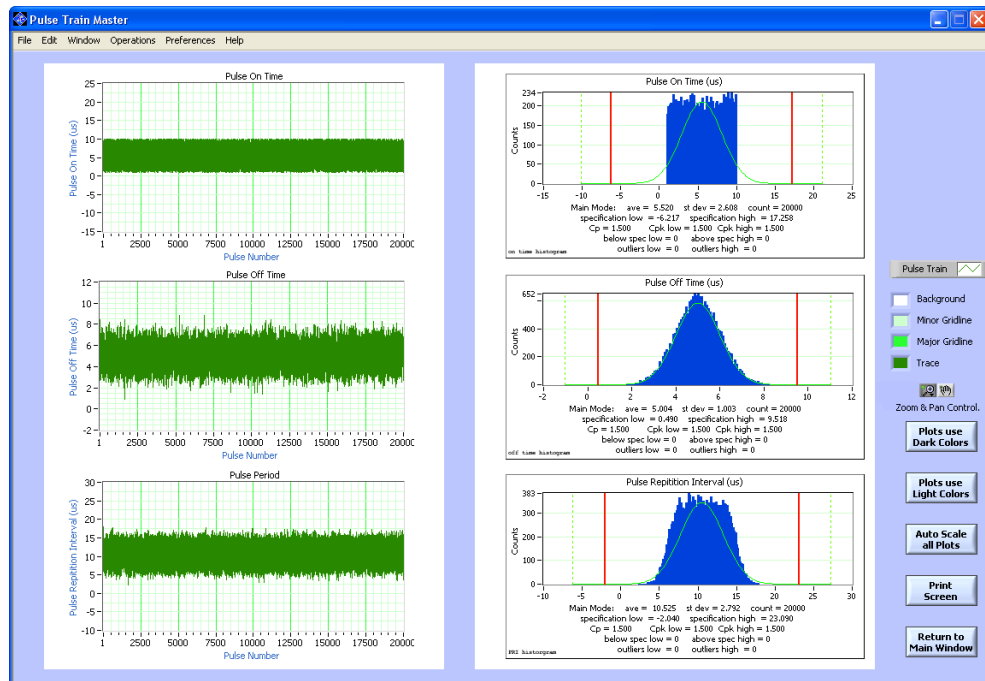 Pulse Train Master
File Edit Window Operations Preferences Help
Pulse On Time
Pulse On Time (us)
25
20
15
10
5
0
-5
-10
-15
1 2500 5000 7500 10000 12500 15000 17500 20000
Pulse Number
Pulse Off Time
Pulse Off Time (us)
12
10
8
6
4
2
0
-2
1 2500 5000 7500 10000 12500 15000 17500 20000
Pulse Number
Pulse Period
Pulse Repitition Interval (us)
30
25
20
15
10
5
0
-5
-10
1 2500 5000 7500 10000 12500 15000 17500 20000
Pulse Number
Pulse On Time (us)
Counts
234
200
150
100
50
0
-15 -10 -5 0 5 10 15 20 25
Main Mode: ave = 5.520 st dev = 2.608 count = 20000
specification low = -6.217 specification high = 17.258
Cp = 1.500 Cpk low = 1.500 Cpk high = 1.500
below spec low = 0 above spec high = 0
outliers low = 0 outliers high = 0
on time histogram
Pulse Off Time (us)
Counts
652
400
200
0
-2 0 2 4 6 8 10 12
Main Mode: ave = 5.004 st dev = 1.003 count = 20000
specification low = 0.490 specification high = 9.518
Cp = 1.500 Cpk low = 1.500 Cpk high = 1.500
below spec low = 0 above spec high = 0
outliers low = 0 outliers high = 0
off time histogram
Pulse Repitition Interval (us)
Counts
383
300
200
100
0
-10 -5 0 5 10 15 20 25 30
Main Mode: ave = 10.525 st dev = 2.792 count = 20000
specification low = -2.040 specification high = 23.090
Cp = 1.500 Cpk low = 1.500 Cpk high = 1.500
below spec low = 0 above spec high = 0
outliers low = 0 outliers high = 0
PRI historgram
Pulse Train
Background
Minor Gridline
Major Gridline
Trace
Zoom & Pan Control.
Plots use
Dark Colors
Plots use
Light Colors
Auto Scale
all Plots
Print
Screen
Return to
Main Window